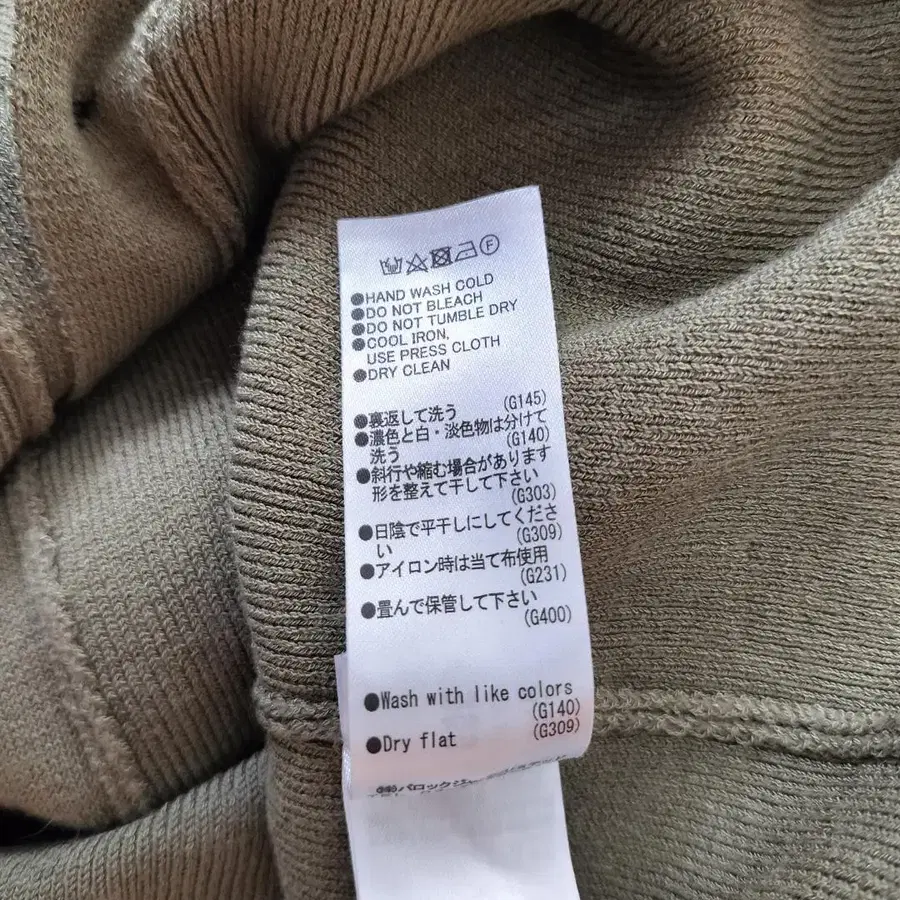 F
●HAND WASH COLD
●DO NOT BLEACH
●DO NOT TUMBLE DRY
●COOL IRON,
USE PRESS CLOTH
●DRY CLEAN
●裏返して洗う (G145)
●濃色と白・淡色物は分けて
洗う (G140)
●斜行や縮む場合があります
形を整えて干して下さい
(G303)
●日陰で平干しにしてくださ
い (G309)
●アイロン時は当て布使用
(G231)
●畳んで保管して下さい
(G400)
●Wash with like colors
(G140)
●Dry flat (G309)
㈱バロック